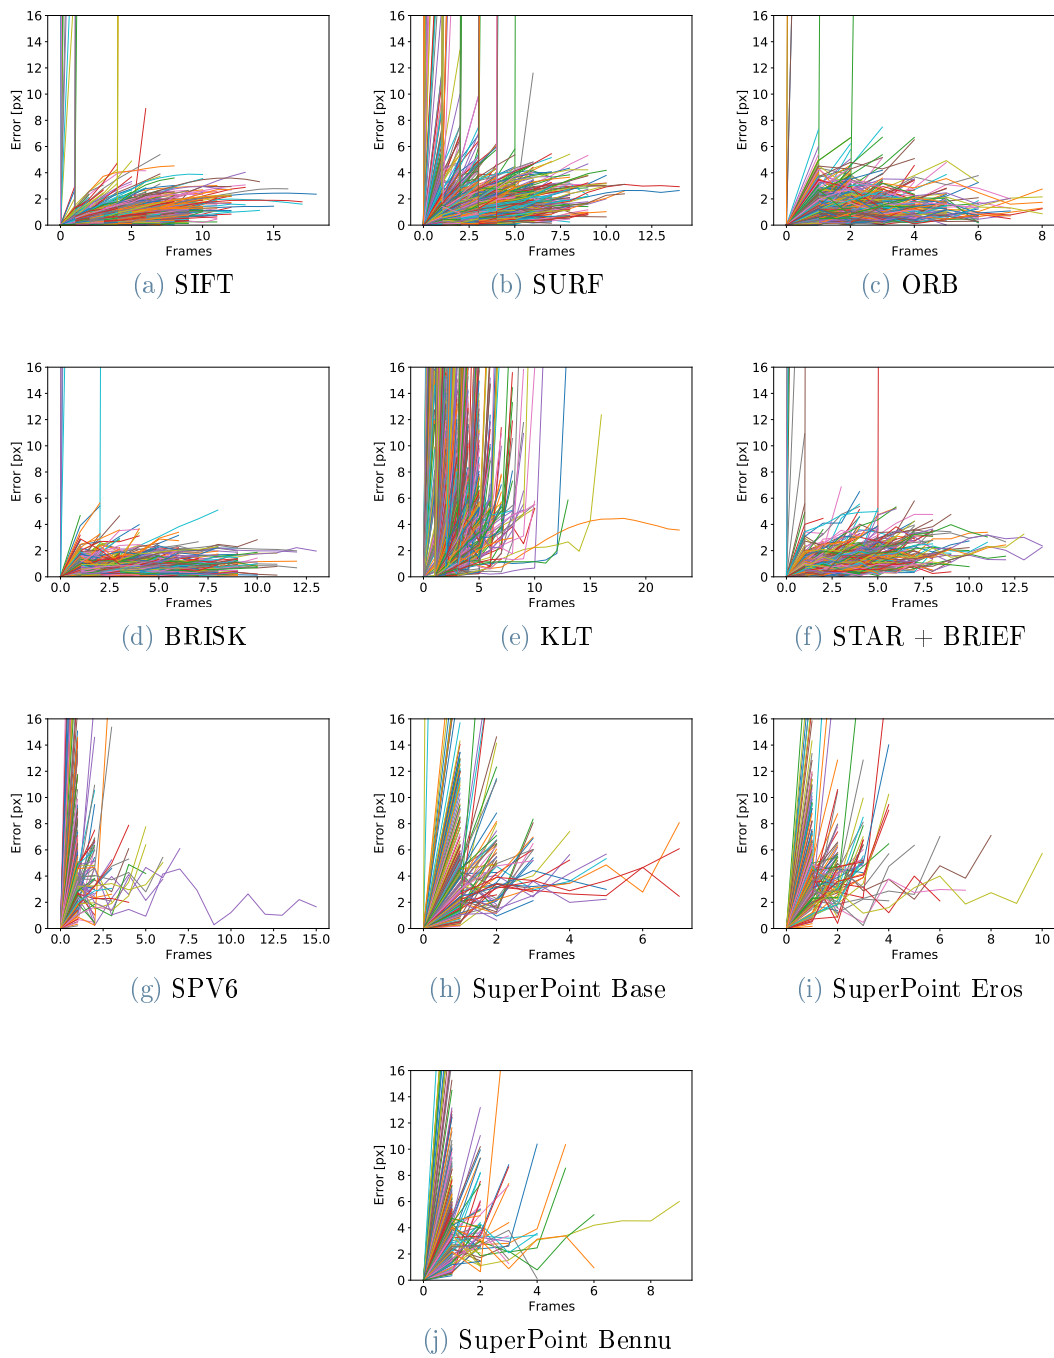 16
14
12
10
8
6
4
2
0
Error [px]
0 5 10 15
Frames
(a) SIFT
16
14
12
10
8
6
4
2
0
Error [px]
0.0 2.5 5.0 7.5 10.0 12.5
Frames
(b) SURF
16
14
12
10
8
6
4
2
0
Error [px]
0 2 4 6 8
Frames
(c) ORB
16
14
12
10
8
6
4
2
0
Error [px]
0.0 2.5 5.0 7.5 10.0 12.5
Frames
(d) BRISK
16
14
12
10
8
6
4
2
0
Error [px]
0 5 10 15 20
Frames
(e) KLT
16
14
12
10
8
6
4
2
0
Error [px]
0.0 2.5 5.0 7.5 10.0 12.5
Frames
(f) STAR + BRIEF
16
14
12
10
8
6
4
2
0
Error [px]
0.0 2.5 5.0 7.5 10.0 12.5 15.0
Frames
(g) SPV6
16
14
12
10
8
6
4
2
0
Error [px]
0 2 4 6
Frames
(h) SuperPoint Base
16
14
12
10
8
6
4
2
0
Error [px]
0 2 4 6 8 10
Frames
(i) SuperPoint Eros
16
14
12
10
8
6
4
2
0
Error [px]
0 2 4 6 8
Frames
(j) SuperPoint Bennu